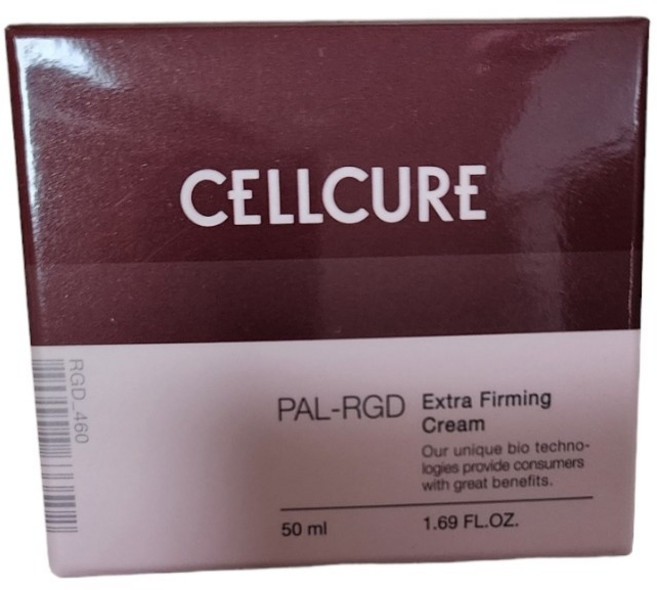 CELLCURE
RGD_460
PAL-RGD
Extra Firming
Cream
Our unique bio techno-
logies provide consumers
with great benefits.
50 ml
1.69 FL.OZ.